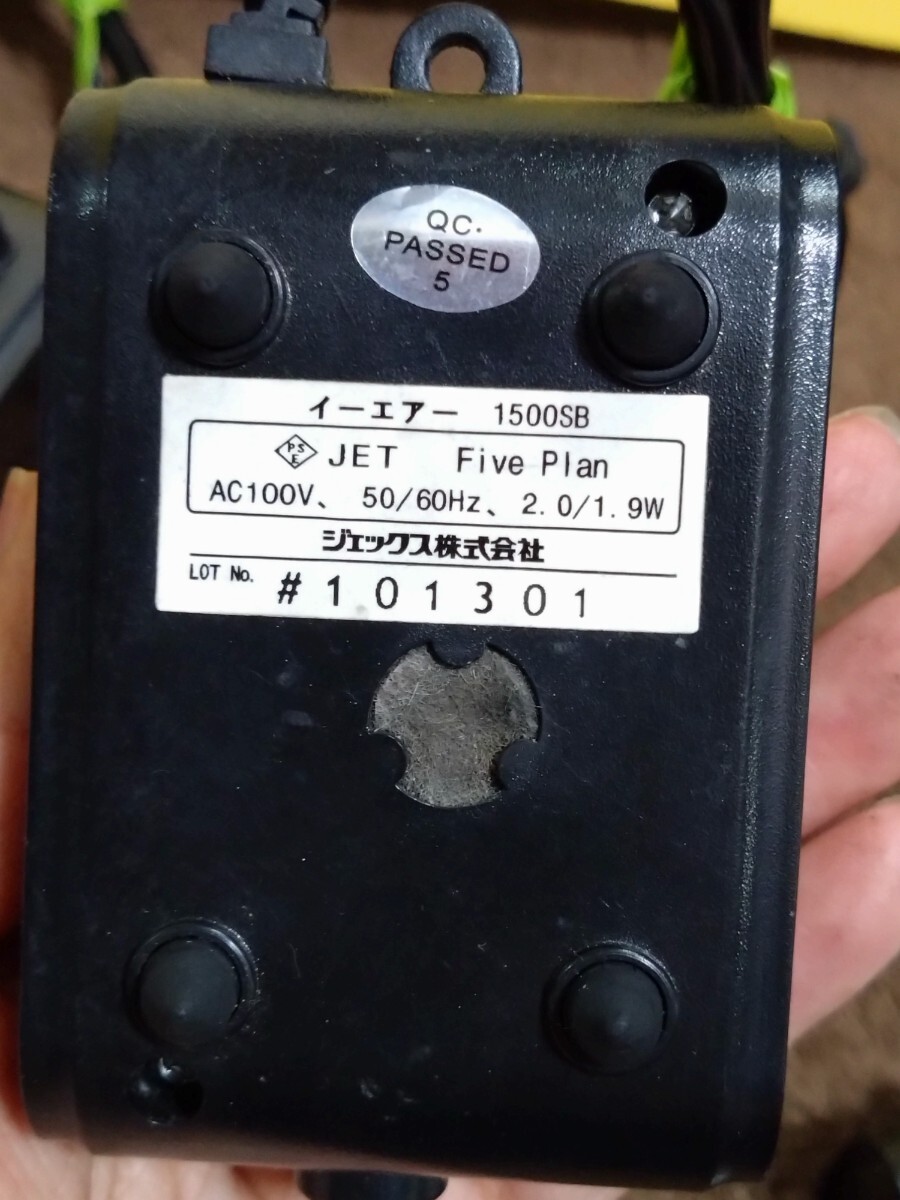 QC.
PASSED
5
イーエアー 1500SB
PSE JET Five Plan
AC100V、 50/60Hz、 2.0/1.9W
ジェックス株式会社
LOT No. #101301